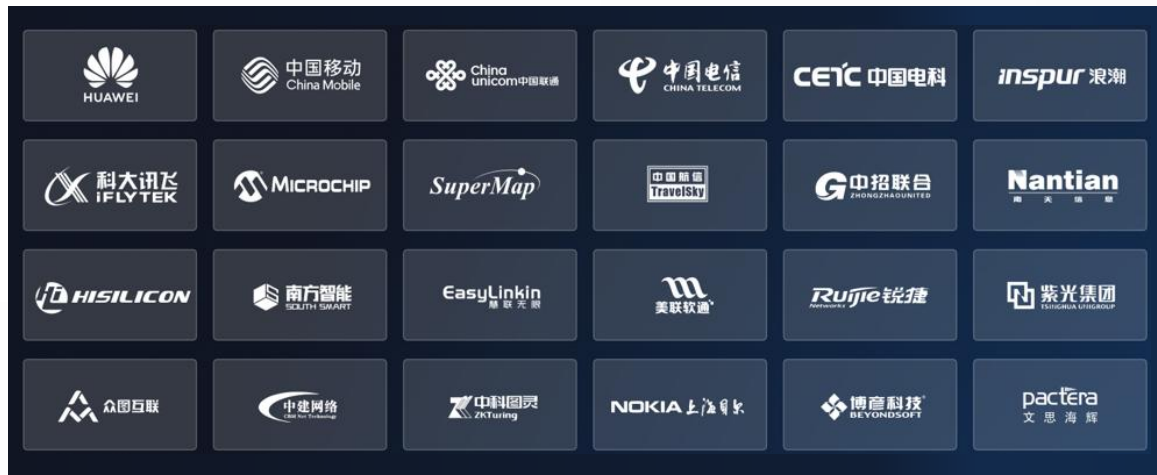 HUAWEI
中国移动
China Mobile
China
unicom中国联通
中国电信
CHINA TELECOM
CETC 中国电科
inspur 浪潮
科大讯飞
iFLYTEK
MICROCHIP
SuperMap
中国航信
TravelSky
中招联合
ZHONGZHAOUNITED
Nantian
南天信息
HISILICON
南方智能
SOUTH SMART
EasyLinkin
慧联无限
美联软通
Ruijie锐捷
Networks
紫光集团
TSINGHUA UNIGROUP
众图互联
中建网络
中科图灵
ZKTuring
NOKIA 上海贝尔
博彦科技
BEYONDSOFT
pactera
文思海辉